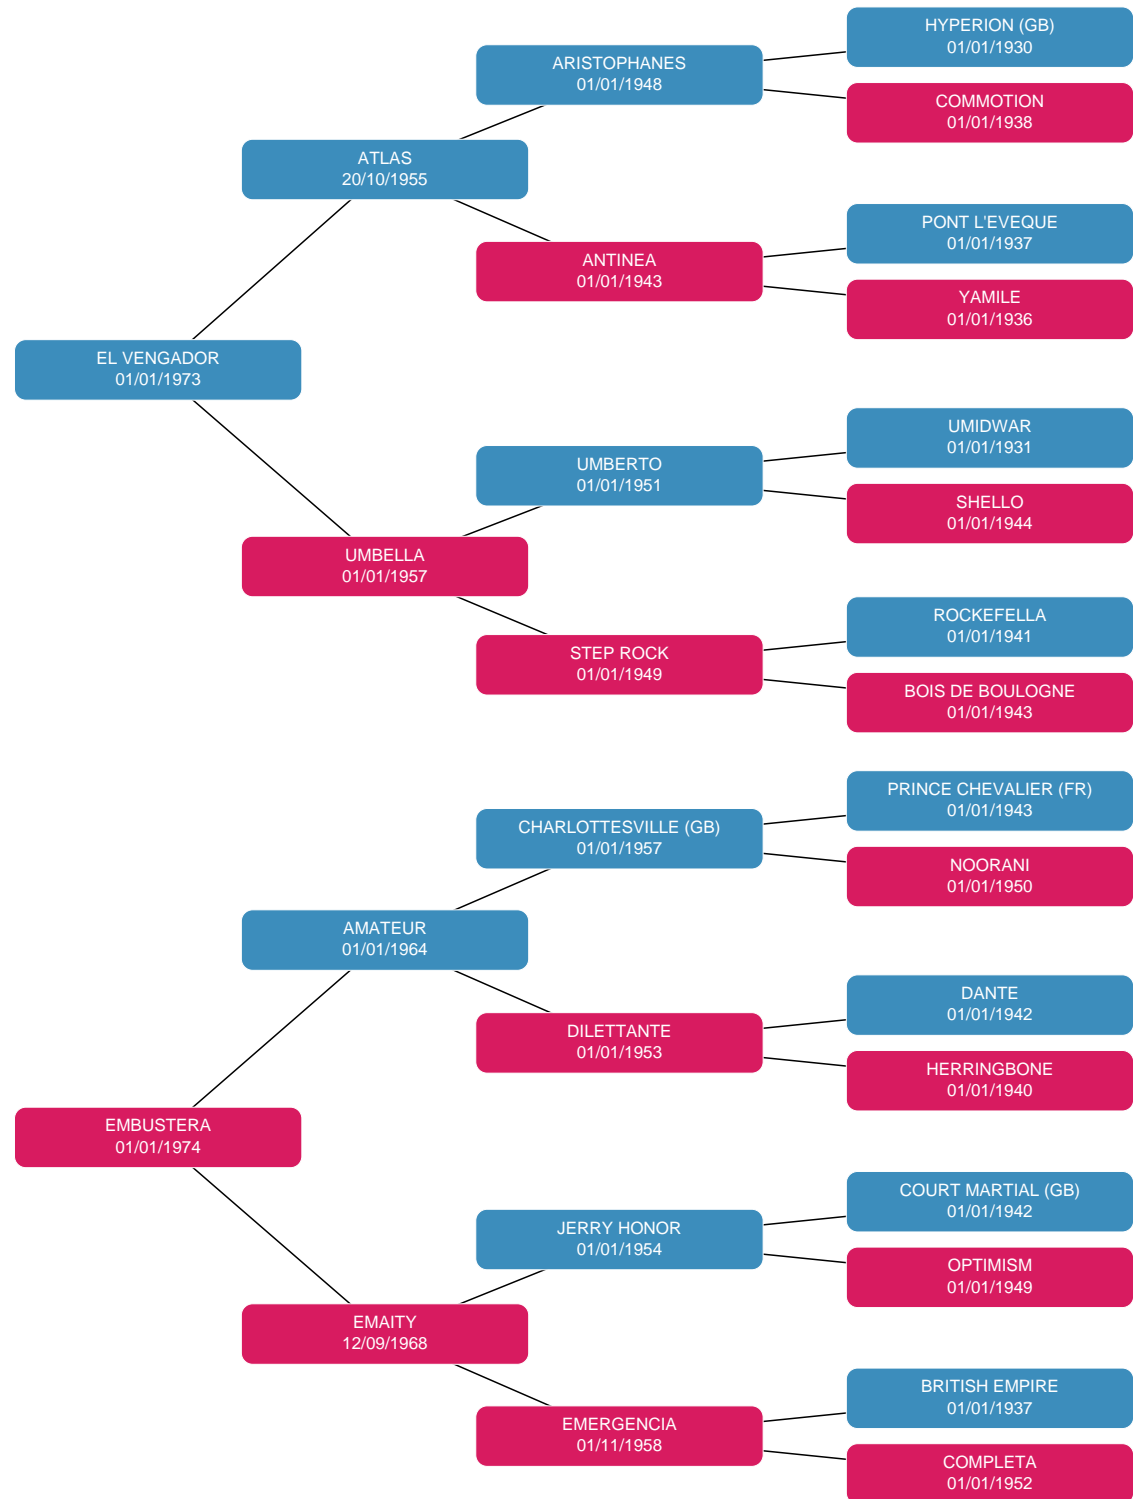 HYPERION (GB)
01/01/1930
ARISTOPHANES
01/01/1948
COMMOTION
01/01/1938
ATLAS
20/10/1955
PONT L'EVEQUE
01/01/1937
ANTINEA
01/01/1943
YAMILE
01/01/1936
EL VENGADOR
01/01/1973
UMIDWAR
01/01/1931
UMBERTO
01/01/1951
SHELLO
01/01/1944
UMBELLA
01/01/1957
ROCKEFELLA
01/01/1941
STEP ROCK
01/01/1949
BOIS DE BOULOGNE
01/01/1943
PRINCE CHEVALIER (FR)
01/01/1943
CHARLOTTESVILLE (GB)
01/01/1957
NOORANI
01/01/1950
AMATEUR
01/01/1964
DANTE
01/01/1942
DILETTANTE
01/01/1953
HERRINGBONE
01/01/1940
EMBUSTERA
01/01/1974
COURT MARTIAL (GB)
01/01/1942
JERRY HONOR
01/01/1954
OPTIMISM
01/01/1949
EMAITY
12/09/1968
BRITISH EMPIRE
01/01/1937
EMERGENCIA
01/11/1958
COMPLETA
01/01/1952